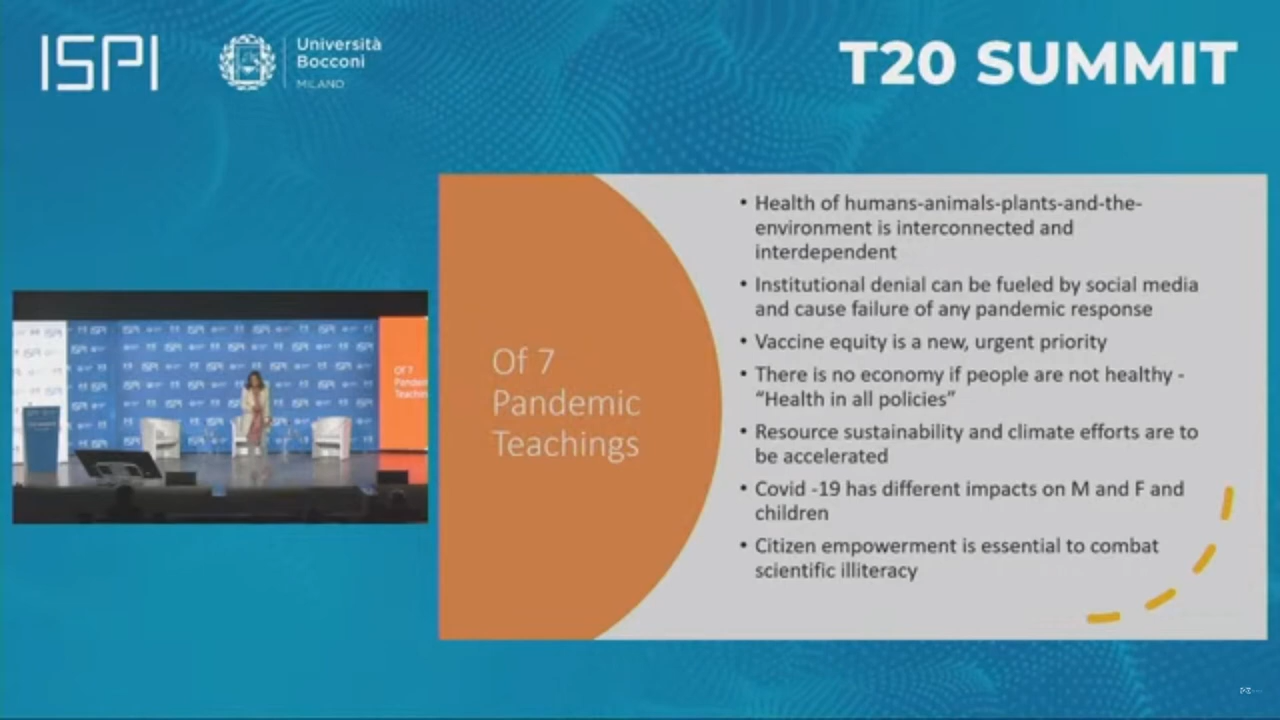 ISPI
Università
Bocconi
MILANO
T20 SUMMIT
Of 7
Pandemic
Teachings
• Health of humans-animals-plants-and-the-
environment is interconnected and
interdependent
• Institutional denial can be fueled by social media
and cause failure of any pandemic response
• Vaccine equity is a new, urgent priority
• There is no economy if people are not healthy -
“Health in all policies”
• Resource sustainability and climate efforts are to
be accelerated
• Covid -19 has different impacts on M and F and
children
• Citizen empowerment is essential to combat
scientific illiteracy
ISPI
Of 7